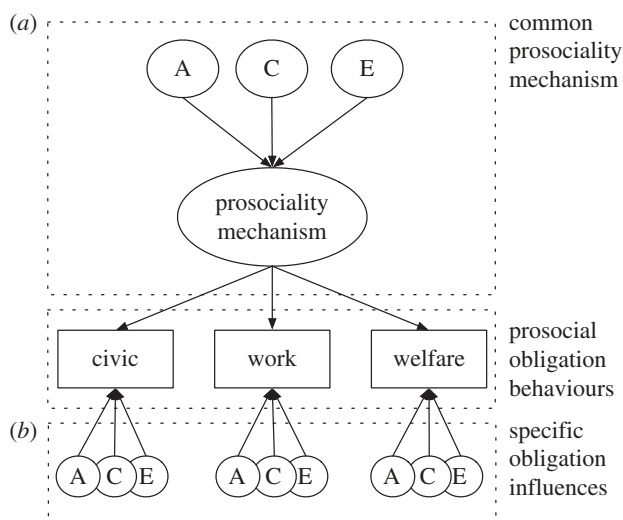 (a)
common
prosociality
mechanism
A C E
prosociality
mechanism
civic work welfare
prosocial
obligation
behaviours
(b)
specific
obligation
influences
A C E A C E A C E